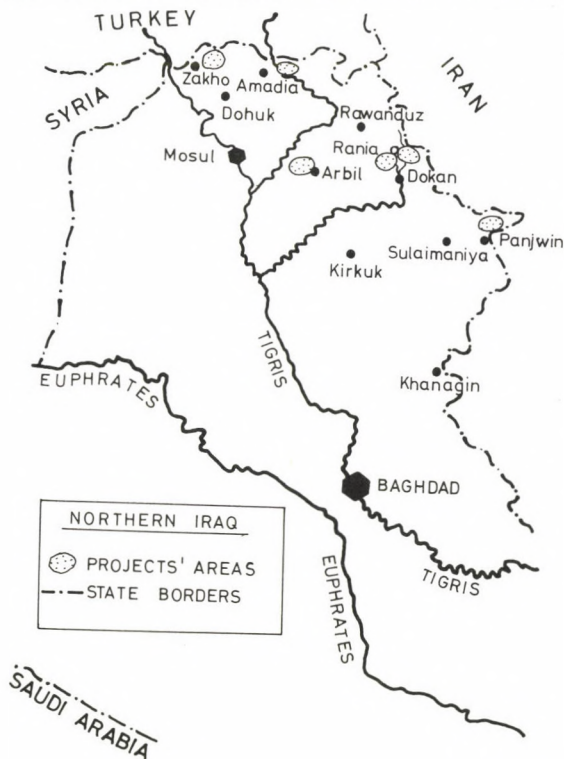 TURKEY
SYRIA
IRAN
Zakho
Amadia
Dohuk
Rawanduz
Mosul
Rania
Arbil
Dokan
Panjwin
Sulaimaniya
Kirkuk
TIGRIS
EUPHRATES
Khanagin
BAGHDAD
NORTHERN IRAQ
PROJECTS' AREAS
STATE BORDERS
TIGRIS
EUPHRATES
SAUDI ARABIA